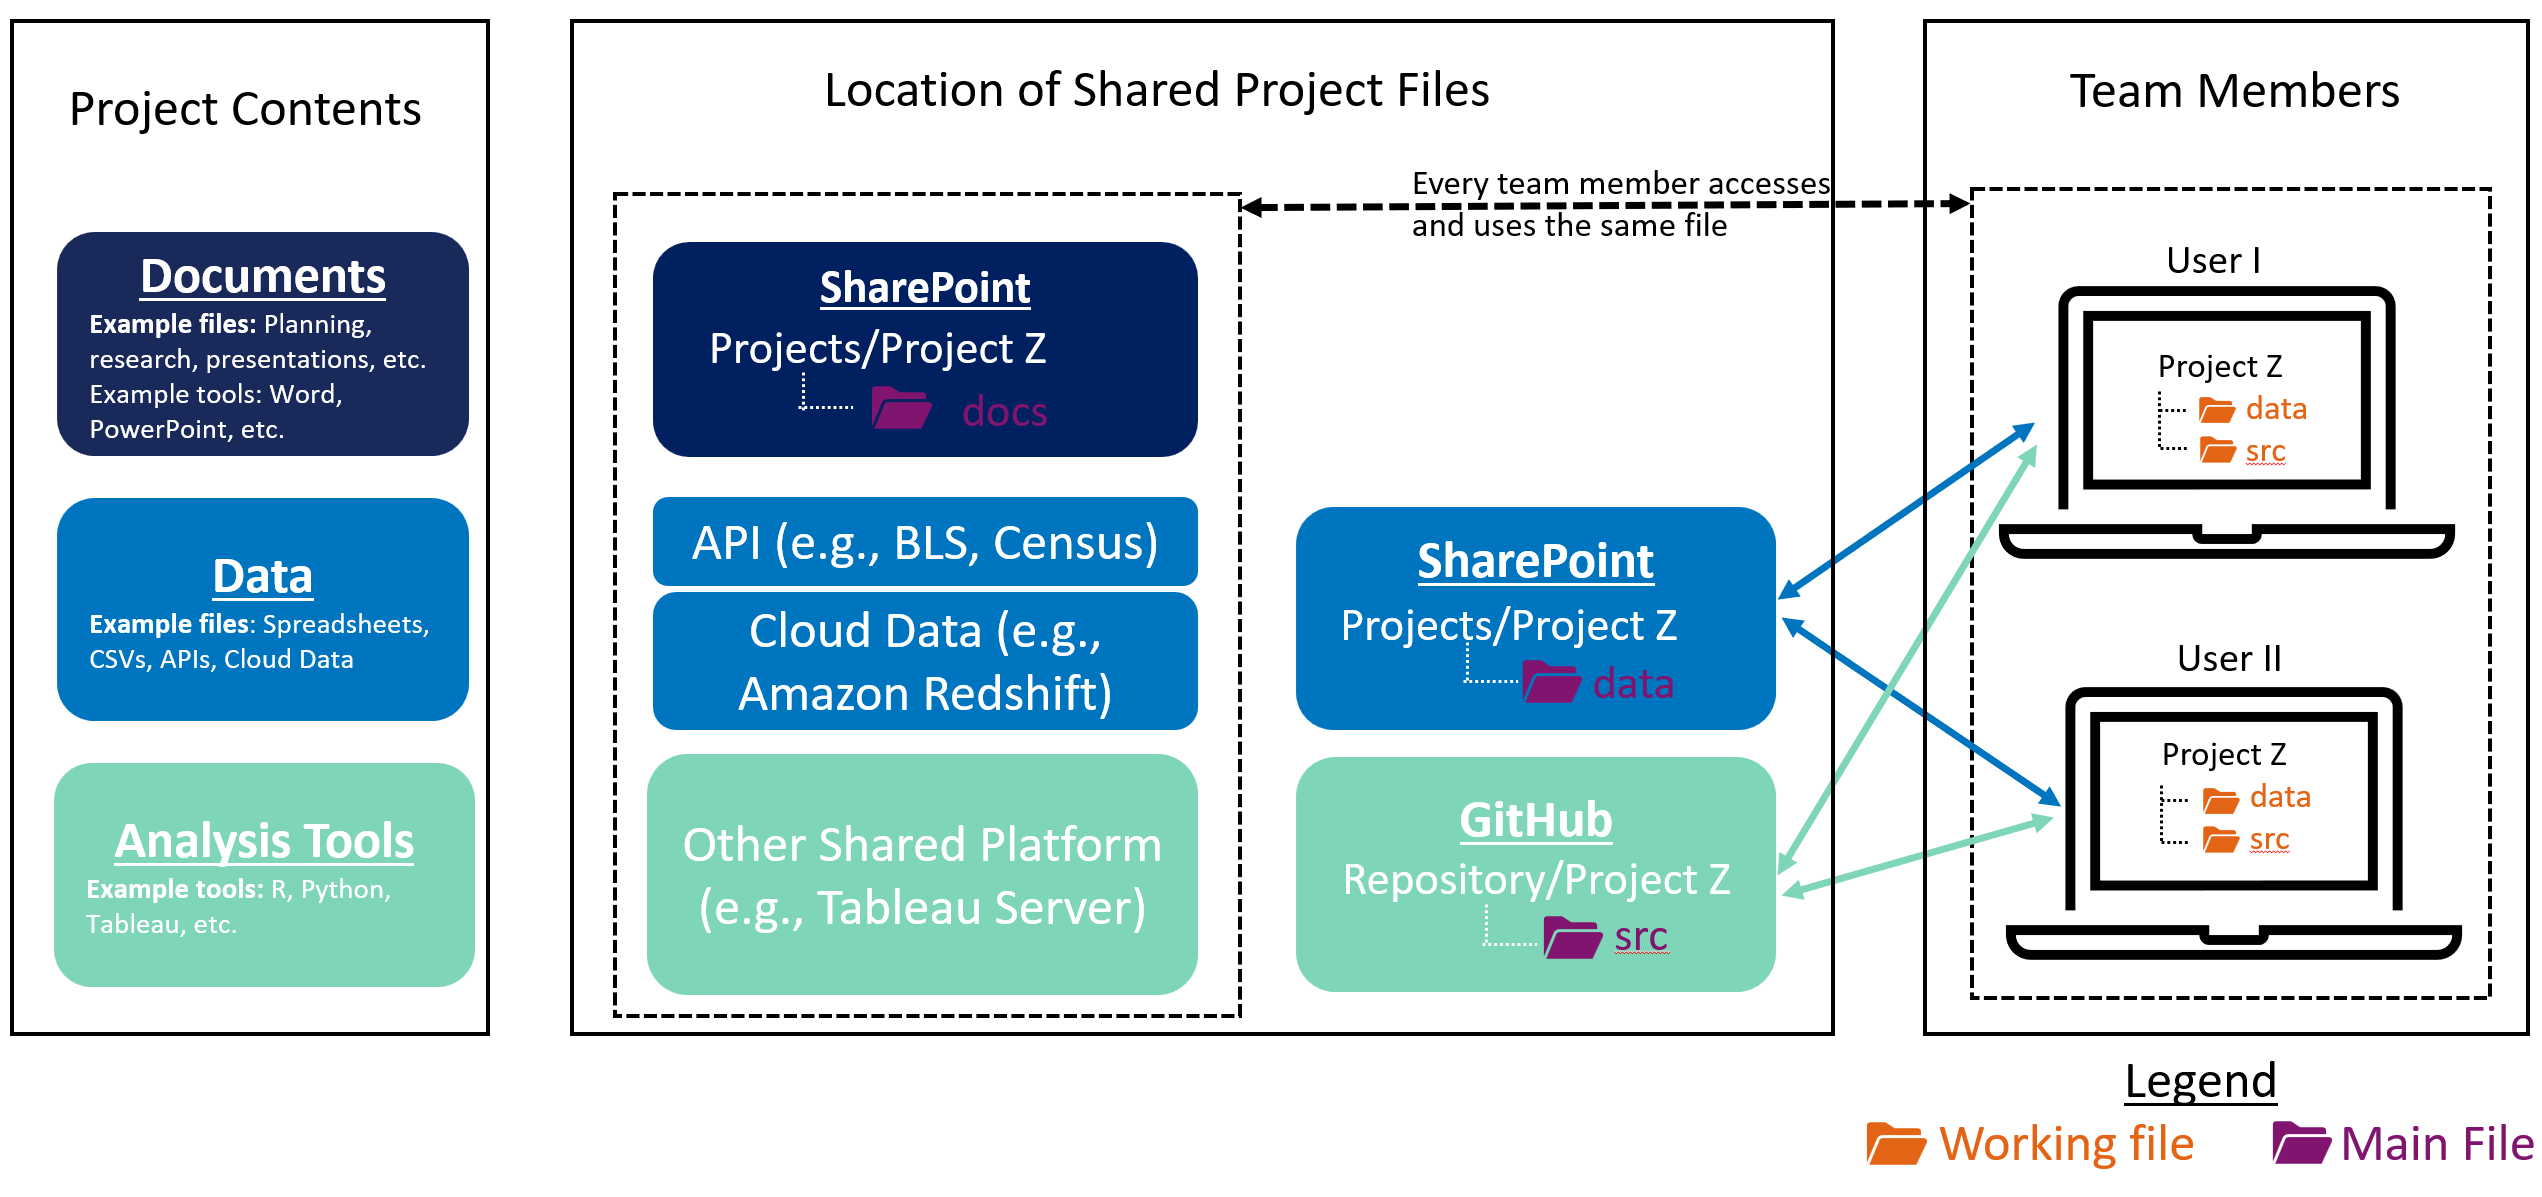 Project Contents
Documents
Example files: Planning,
research, presentations, etc.
Example tools: Word,
PowerPoint, etc.
Data
Example files: Spreadsheets,
CSVs, APIs, Cloud Data
Analysis Tools
Example tools: R, Python,
Tableau, etc.
Location of Shared Project Files
Every team member accesses
and uses the same file
SharePoint
Projects/Project Z
docs
API (e.g., BLS, Census)
Cloud Data (e.g.,
Amazon Redshift)
Other Shared Platform
(e.g., Tableau Server)
SharePoint
Projects/Project Z
data
GitHub
Repository/Project Z
src
Team Members
User I
Project Z
data
src
User II
Project Z
data
src
Legend
Working file
Main File